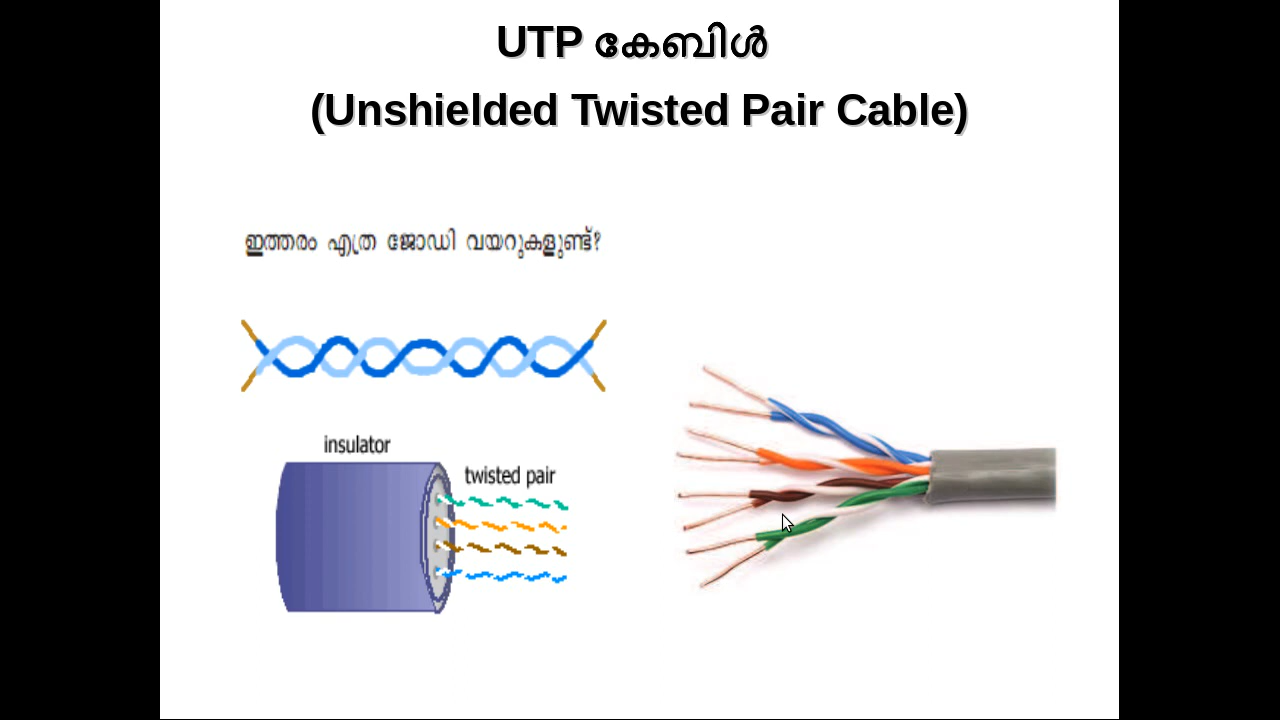 UTP കേബിൾ
(Unshielded Twisted Pair Cable)
ഇത്തരം എത്ര ജോഡി വയറുകളുണ്ട്?
insulator
twisted pair